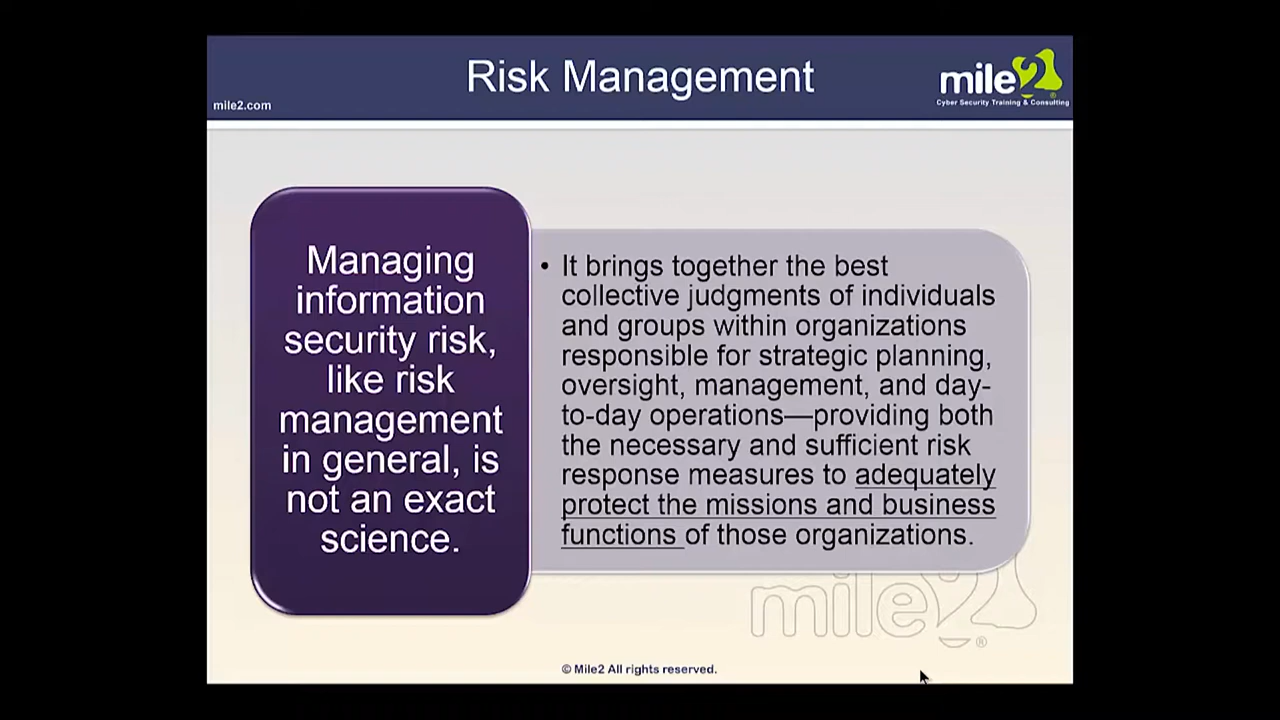 Risk Management
mile2
Cyber Security Training & Consulting
mile2.com
Managing
information
security risk,
like risk
management
in general, is
not an exact
science.
• It brings together the best
collective judgments of individuals
and groups within organizations
responsible for strategic planning,
oversight, management, and day-
to-day operations—providing both
the necessary and sufficient risk
response measures to adequately
protect the missions and business
functions of those organizations.
mile2®
© Mile2 All rights reserved.